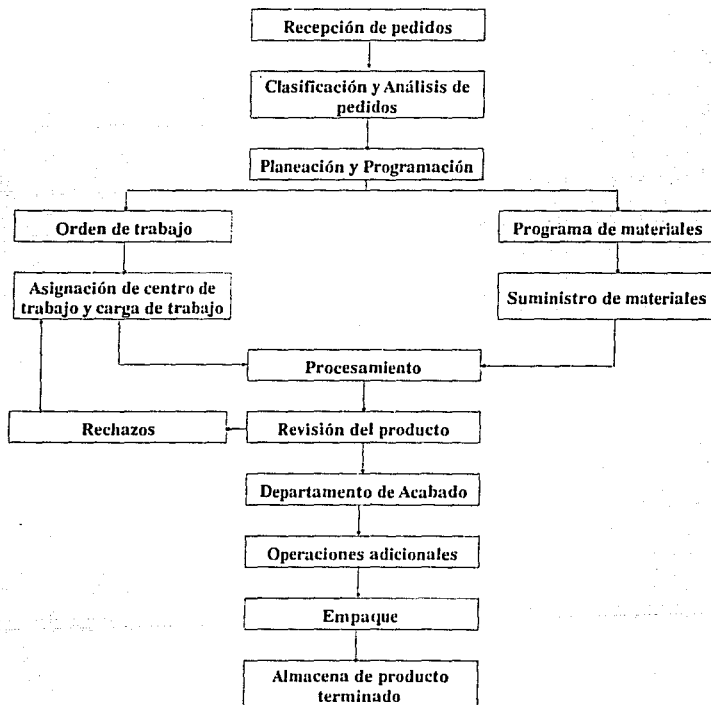 Recepción de pedidos
Clasificación y Análisis de
pedidos
Planeación y Programación
Orden de trabajo
Programa de materiales
Asignación de centro de
trabajo y carga de trabajo
Suministro de materiales
Procesamiento
Rechazos
Revisión del producto
Departamento de Acabado
Operaciones adicionales
Empaque
Almacena de producto
terminado